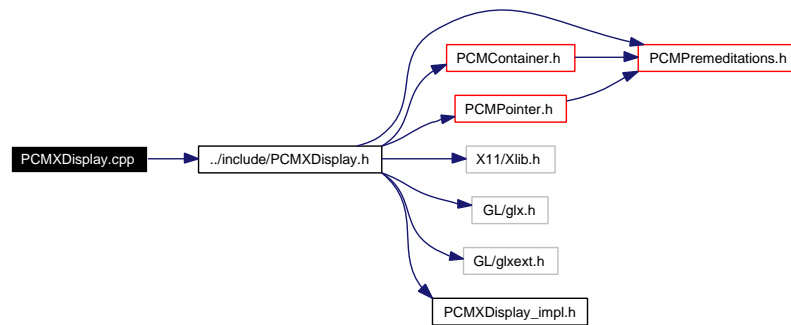 PCMXDisplay.cpp
../include/PCMXDisplay.h
PCMContainer.h
PCMPremeditations.h
PCMPointer.h
X11/Xlib.h
GL/glx.h
GL/glxext.h
PCMXDisplay_impl.h